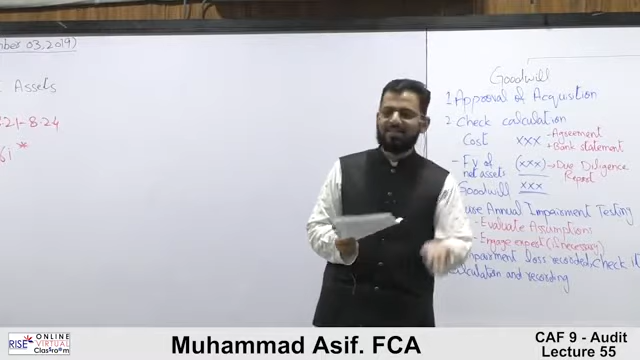 ber 03, 2019)
Assets
8.24
Goodwill
1 Approval of Acquisition
2 Check calculation
Cost xxx - Agreement
+ Bank statement
- FV of (xxx) → Due Diligence
net assets Report
Goodwill xxx
Annual Impairment Testing
- Evaluate Assumptions
- Engage expert (if necessary)
Impairment loss recorded, Check it
Calculation and recording
RISE ONLINE
VIRTUAL
Classroom
Muhammad Asif. FCA
CAF 9 - Audit
Lecture 55